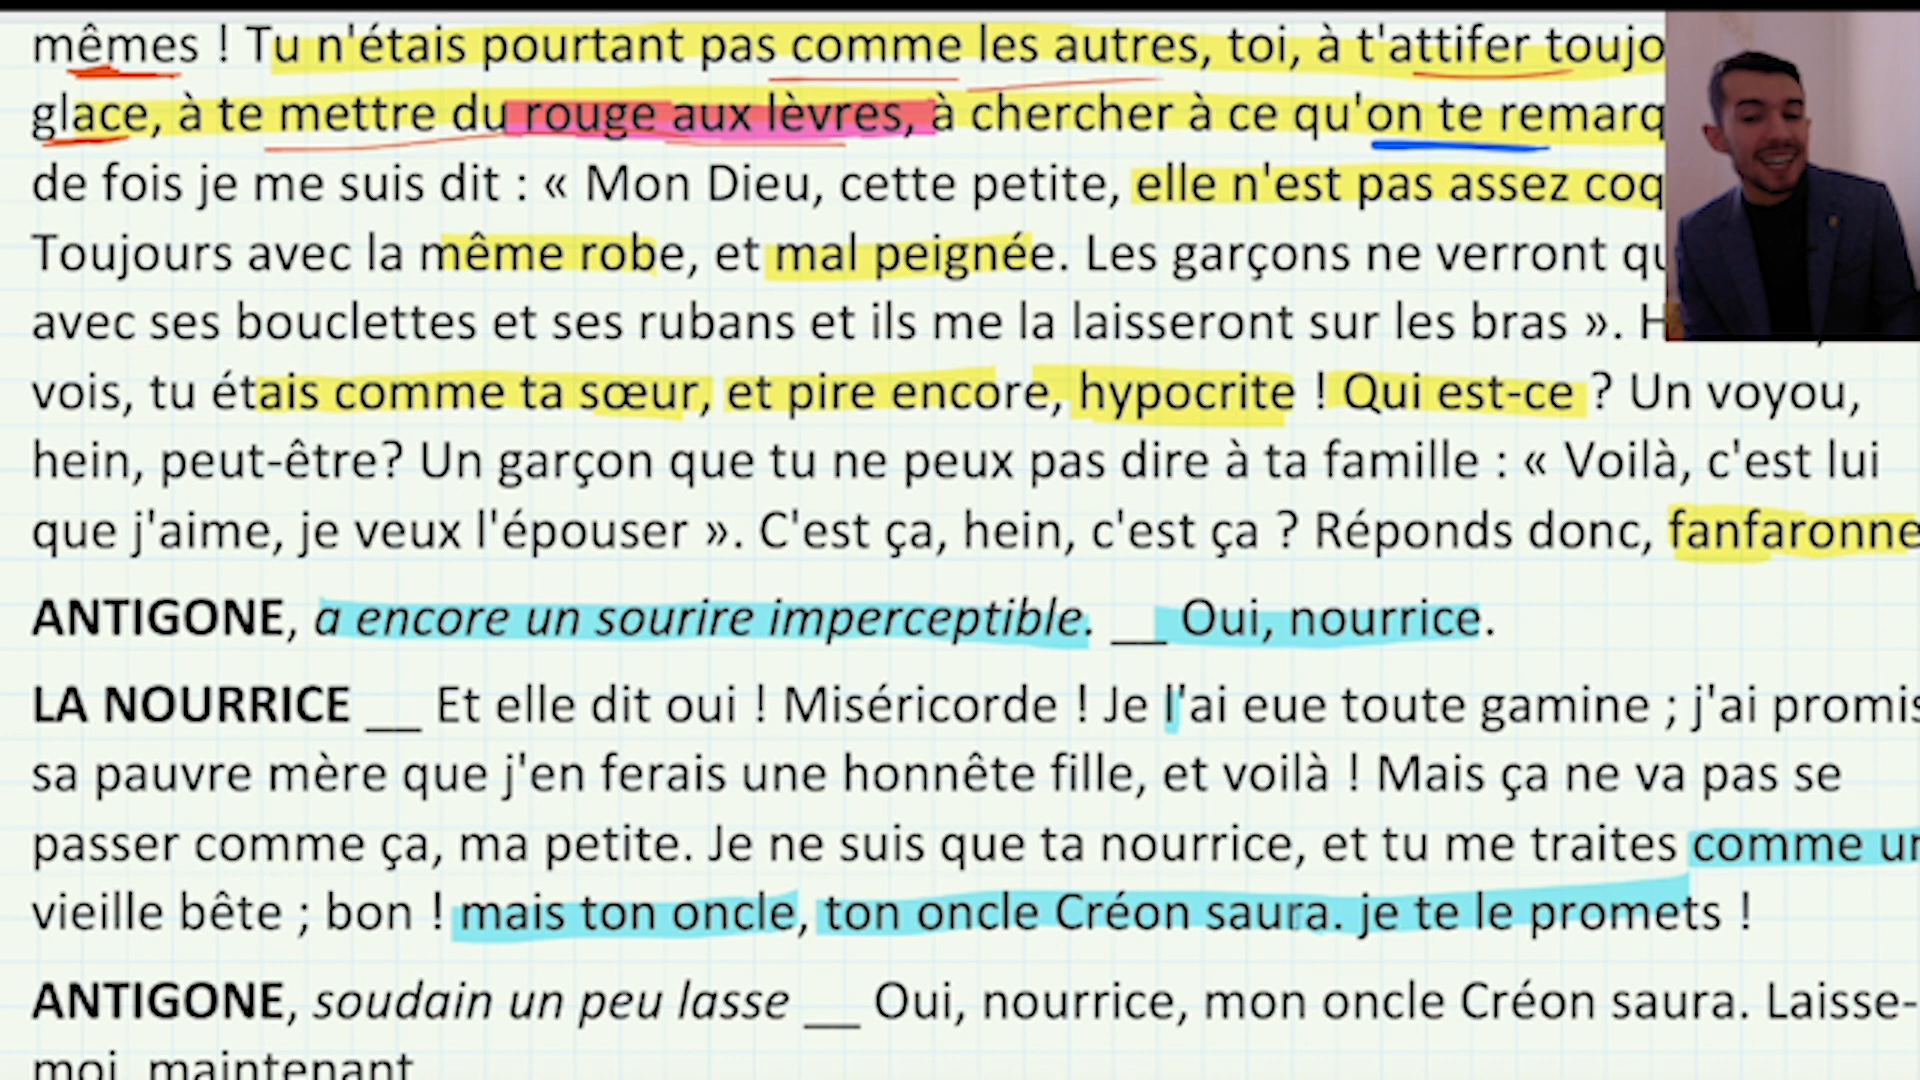 mêmes ! Tu n'étais pourtant pas comme les autres, toi, à t'attifer toujo
glace, à te mettre du rouge aux lèvres, à chercher à ce qu'on te remarq
de fois je me suis dit : « Mon Dieu, cette petite, elle n'est pas assez coq
Toujours avec la même robe, et mal peignée. Les garçons ne verront qu
avec ses bouclettes et ses rubans et ils me la laisseront sur les bras ». H
vois, tu étais comme ta sœur, et pire encore, hypocrite ! Qui est-ce ? Un voyou,
hein, peut-être? Un garçon que tu ne peux pas dire à ta famille : « Voilà, c'est lui
que j'aime, je veux l'épouser ». C'est ça, hein, c'est ça ? Réponds donc, fanfaronne
ANTIGONE, a encore un sourire imperceptible. __ Oui, nourrice.
LA NOURRICE __ Et elle dit oui ! Miséricorde ! Je l'ai eue toute gamine ; j'ai promis
sa pauvre mère que j'en ferais une honnête fille, et voilà ! Mais ça ne va pas se
passer comme ça, ma petite. Je ne suis que ta nourrice, et tu me traites comme un
vieille bête ; bon ! mais ton oncle, ton oncle Créon saura. je te le promets !
ANTIGONE, soudain un peu lasse __ Oui, nourrice, mon oncle Créon saura. Laisse-
moi, maintenant